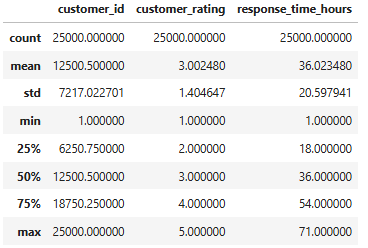 customer_id customer_rating response_time_hours
count 25000.000000 25000.000000 25000.000000
mean 12500.500000 3.002480 36.023480
std 7217.022701 1.404647 20.597941
min 1.000000 1.000000 1.000000
25% 6250.750000 2.000000 18.000000
50% 12500.500000 3.000000 36.000000
75% 18750.250000 4.000000 54.000000
max 25000.000000 5.000000 71.000000